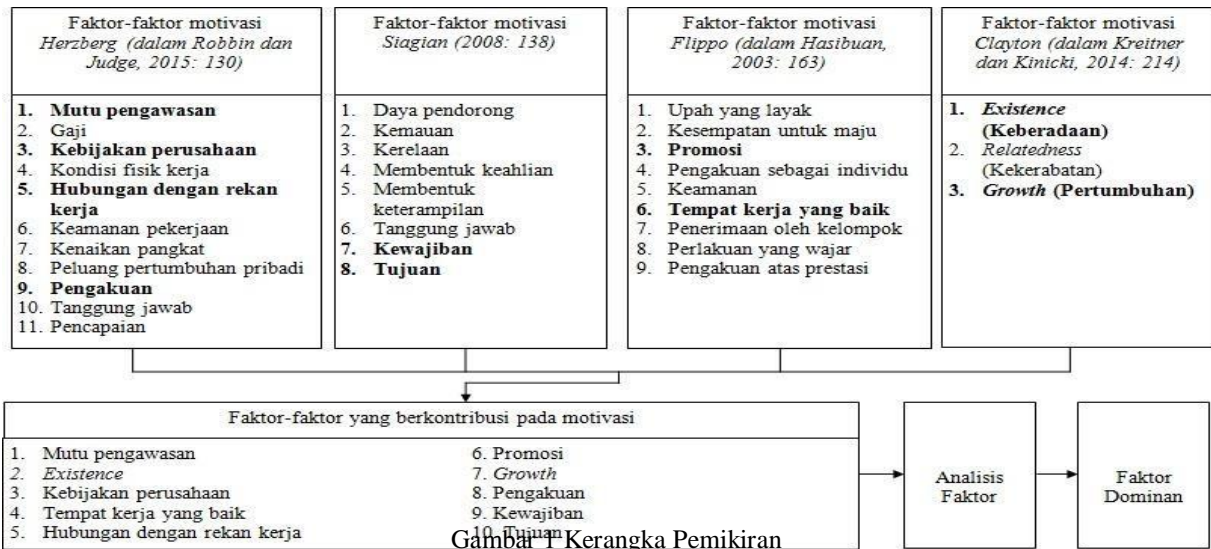 Faktor-faktor motivasi
Herzberg (dalam Robbin dan
Judge, 2015: 130)
1. Mutu pengawasan
2. Gaji
3. Kebijakan perusahaan
4. Kondisi fisik kerja
5. Hubungan dengan rekan
kerja
6. Keamanan pekerjaan
7. Kenaikan pangkat
8. Peluang pertumbuhan pribadi
9. Pengakuan
10. Tanggung jawab
11. Pencapaian
Faktor-faktor motivasi
Siagian (2008: 138)
1. Daya pendorong
2. Kemauan
3. Kerelaan
4. Membentuk keahlian
5. Membentuk
keterampilan
6. Tanggung jawab
7. Kewajiban
8. Tujuan
Faktor-faktor motivasi
Flippo (dalam Hasibuan,
2003: 163)
1. Upah yang layak
2. Kesempatan untuk maju
3. Promosi
4. Pengakuan sebagai individu
5. Keamanan
6. Tempat kerja yang baik
7. Penerimaan oleh kelompok
8. Perlakuan yang wajar
9. Pengakuan atas prestasi
Faktor-faktor motivasi
Clayton (dalam Kreitner
dan Kinicki, 2014: 214)
1. Existence
(Keberadaan)
2. Relatedness
(Kekerabatan)
3. Growth (Pertumbuhan)
Faktor-faktor yang berkontribusi pada motivasi
1. Mutu pengawasan
2. Existence
3. Kebijakan perusahaan
4. Tempat kerja yang baik
5. Hubungan dengan rekan kerja
6. Promosi
7. Growth
8. Pengakuan
9. Kewajiban
10. Tujuan
Analisis
Faktor
Faktor
Dominan
Gambar 1 Kerangka Pemikiran